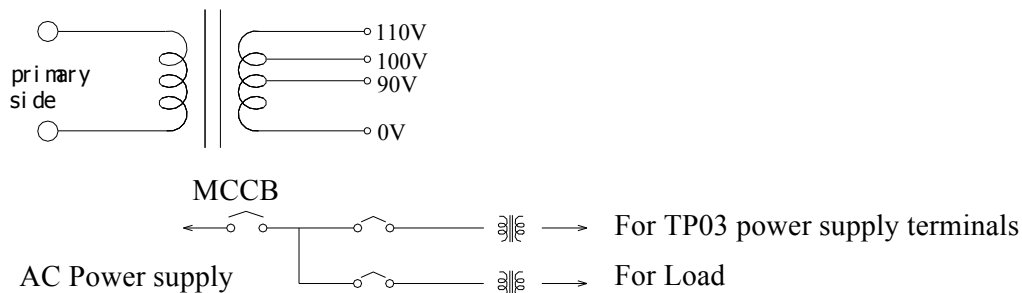 110V
100V
90V
primary
side
0V
MCCB
For TP03 power supply terminals
AC Power supply
For Load